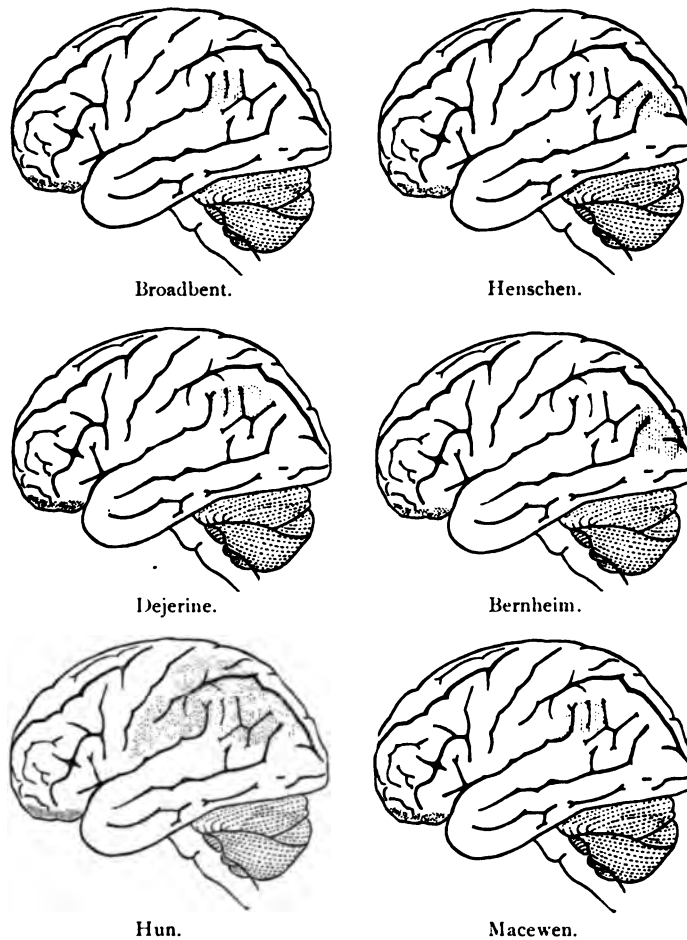 Broadbent.
Henschen.
Dejerine.
Bernheim.
Hun.
Macewen.